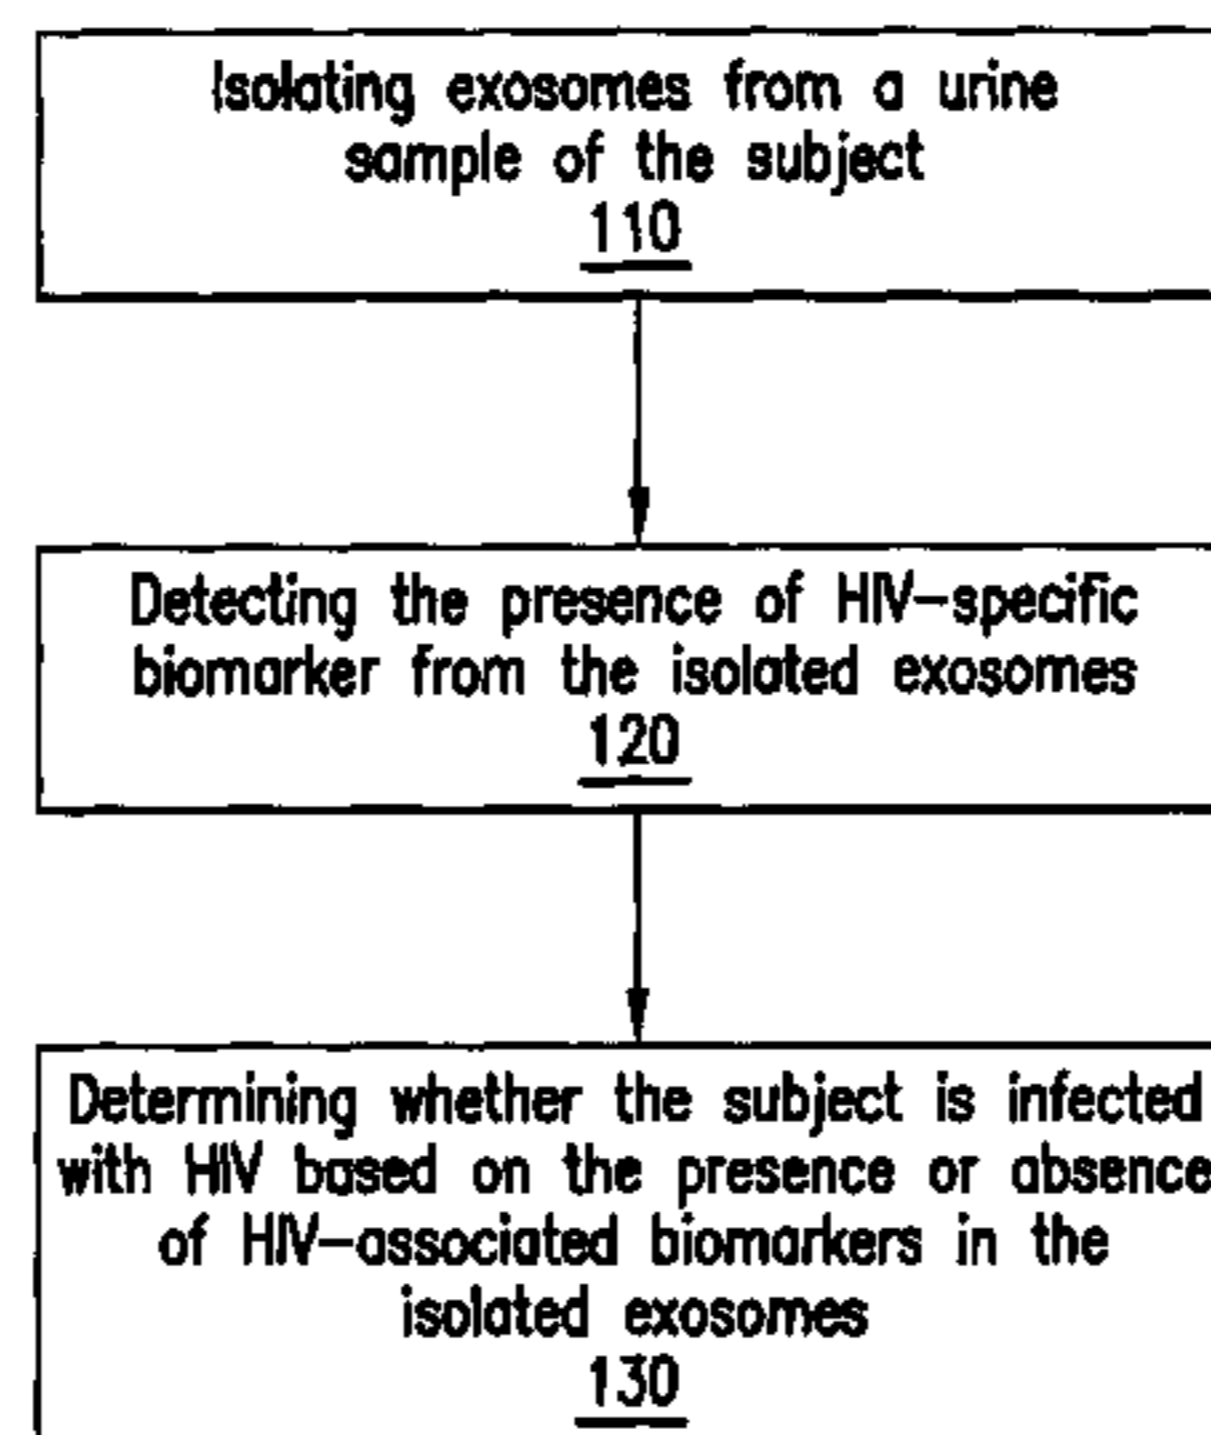 Isolating exosomes from a urine
sample of the subject
110
Detecting the presence of HIV-specific
biomarker from the isolated exosomes
120
Determining whether the subject is infected
with HIV based on the presence or absence
of HIV-associated biomarkers in the
isolated exosomes
130